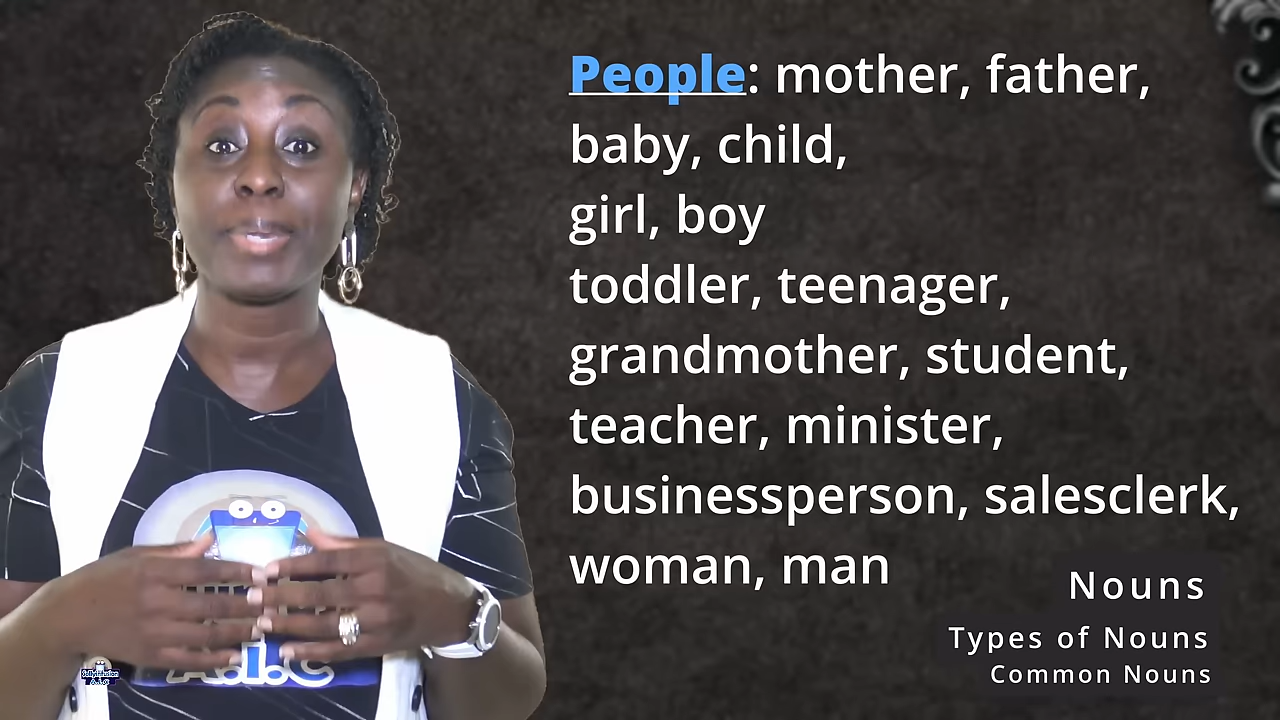 People: mother, father,
baby, child,
girl, boy
toddler, teenager,
grandmother, student,
teacher, minister,
businessperson, salesclerk,
woman, man
Nouns
Types of Nouns
Common Nouns
A.I.C